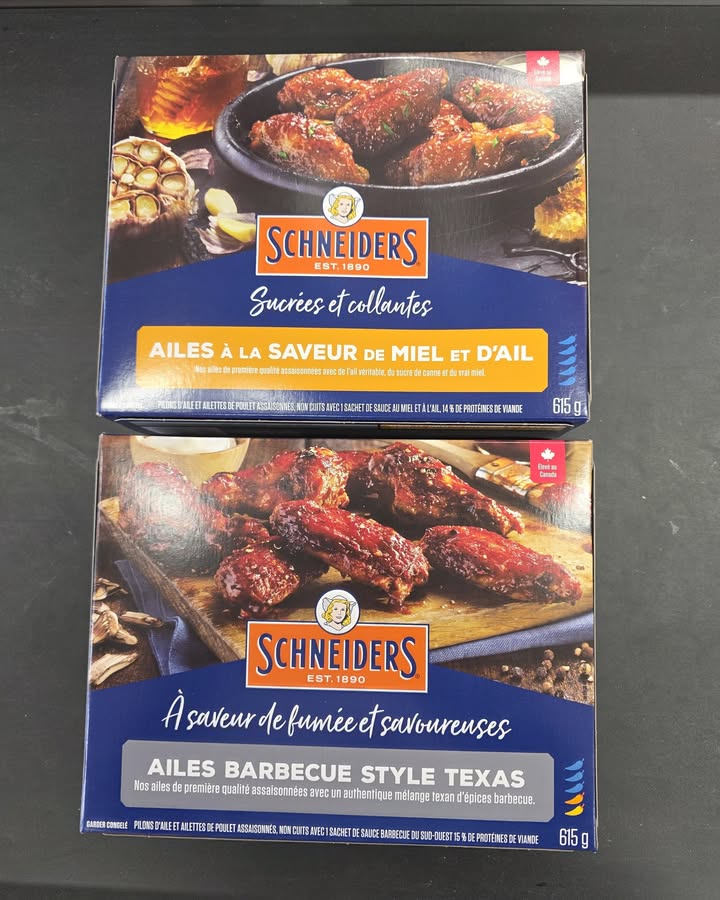 Élevé au
Canada
SCHNEIDERS
EST. 1890
Sucrées et collantes
AILES À LA SAVEUR DE MIEL ET D'AIL
Nos ailes de première qualité assaisonnées avec de l'ail véritable, du sucre de canne et du vrai miel.
PILONS D'AILE ET AILETTES DE POULET ASSAISONNÉS, NON CUITS AVEC 1 SACHET DE SAUCE AU MIEL ET À L'AIL, 14 % DE PROTÉINES DE VIANDE
615 g
Élevé au
Canada
SCHNEIDERS
EST. 1890
À saveur de fumée et savoureuses
AILES BARBECUE STYLE TEXAS
Nos ailes de première qualité assaisonnées avec un authentique mélange texan d'épices barbecue.
GARDER CONGELÉ PILONS D'AILE ET AILETTES DE POULET ASSAISONNÉS, NON CUITS AVEC 1 SACHET DE SAUCE BARBECUE DU SUD-OUEST 15 % DE PROTÉINES DE VIANDE
615 g